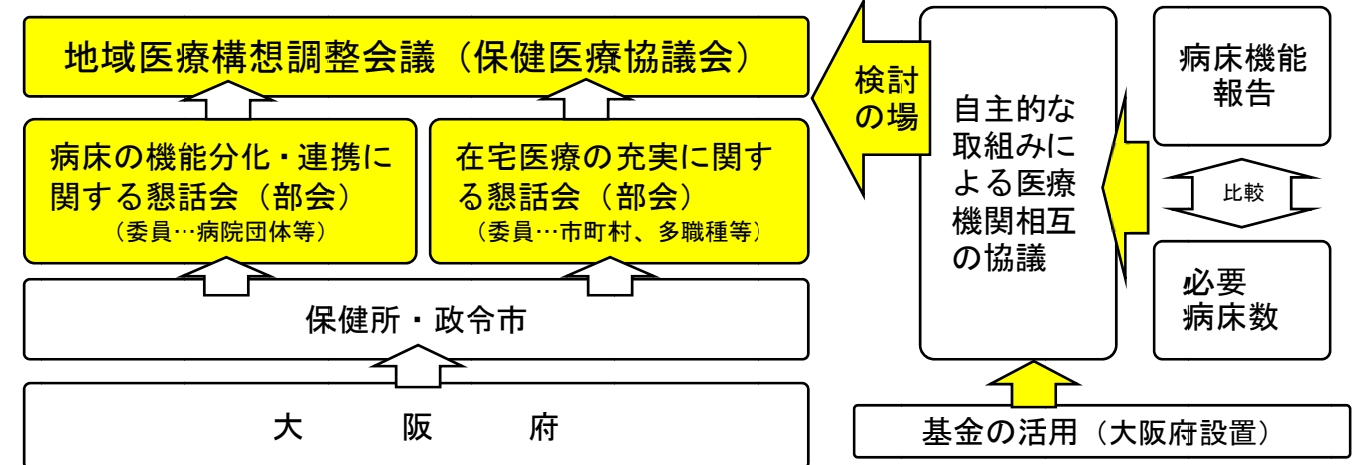 地域医療構想調整会議（保健医療協議会）
病床の機能分化・連携に
関する懇話会（部会）
（委員…病院団体等）
在宅医療の充実に関す
る懇話会（部会）
（委員…市町村、多職種等）
保健所・政令市
大　阪　府
検討
の場
自主的な
取組みに
よる医療
機関相互
の協議
病床機能
報告
比較
必要
病床数
基金の活用（大阪府設置）